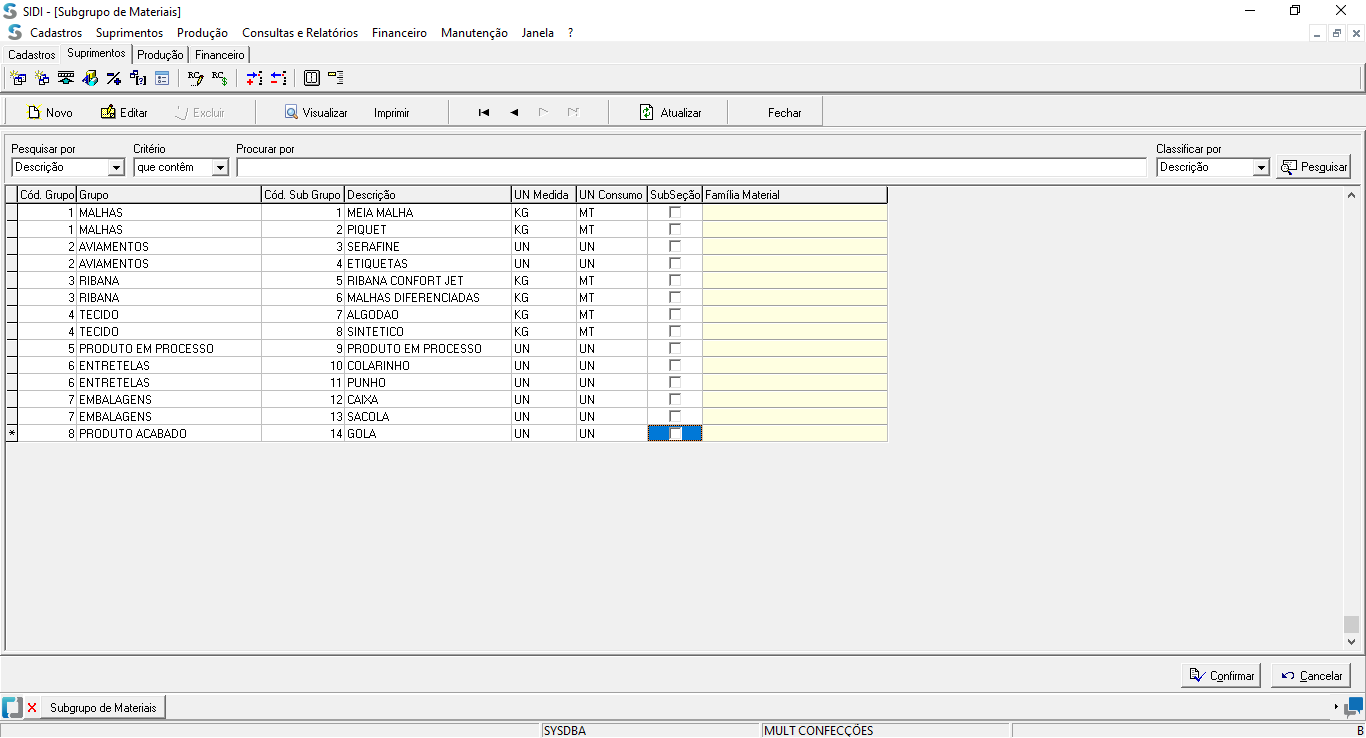 SIDI - [Subgrupo de Materiais]
Cadastros Suprimentos Produção Consultas e Relatórios Financeiro Manutenção Janela ?
Cadastros Suprimentos Produção Financeiro
Novo Editar Excluir Visualizar Imprimir Atualizar Fechar
Pesquisar por Critério Procurar por Classificar por
Descrição que contêm Descrição Pesquisar
Cód. Grupo Grupo Cód. Sub Grupo Descrição UN Medida UN Consumo SubSeção Família Material
1 MALHAS 1 MEIA MALHA KG MT
1 MALHAS 2 PIQUET KG MT
2 AVIAMENTOS 3 SERAFINE UN UN
2 AVIAMENTOS 4 ETIQUETAS UN UN
3 RIBANA 5 RIBANA CONFORT JET KG MT
3 RIBANA 6 MALHAS DIFERENCIADAS KG MT
4 TECIDO 7 ALGODAO KG MT
4 TECIDO 8 SINTETICO KG MT
5 PRODUTO EM PROCESSO 9 PRODUTO EM PROCESSO UN UN
6 ENTRETELAS 10 COLARINHO UN UN
6 ENTRETELAS 11 PUNHO UN UN
7 EMBALAGENS 12 CAIXA UN UN
7 EMBALAGENS 13 SACOLA UN UN
* 8 PRODUTO ACABADO 14 GOLA UN UN
Confirmar Cancelar
Subgrupo de Materiais
SYSDBA MULT CONFECÇÕES B